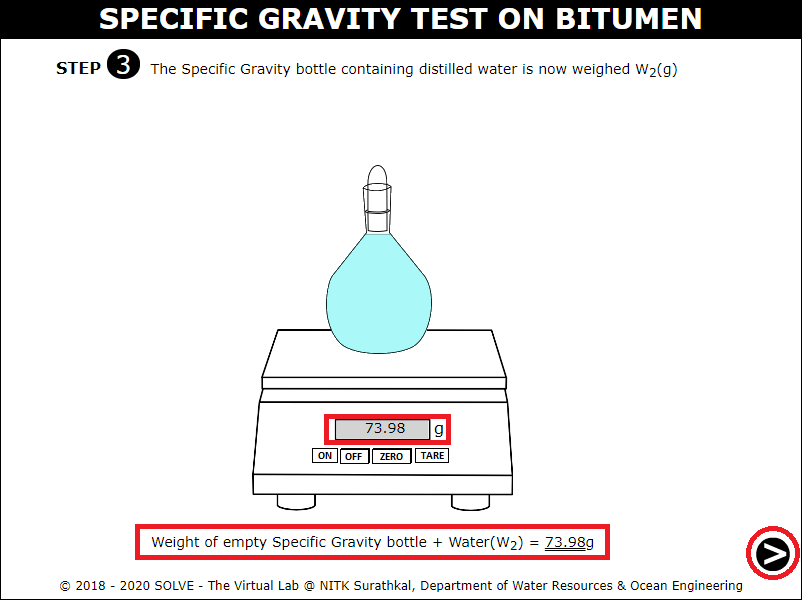 SPECIFIC GRAVITY TEST ON BITUMEN
STEP 3 The Specific Gravity bottle containing distilled water is now weighed W₂(g)
73.98 g
ON OFF ZERO TARE
Weight of empty Specific Gravity bottle + Water(W₂) = 73.98g
>
© 2018 - 2020 SOLVE - The Virtual Lab @ NITK Surathkal, Department of Water Resources & Ocean Engineering